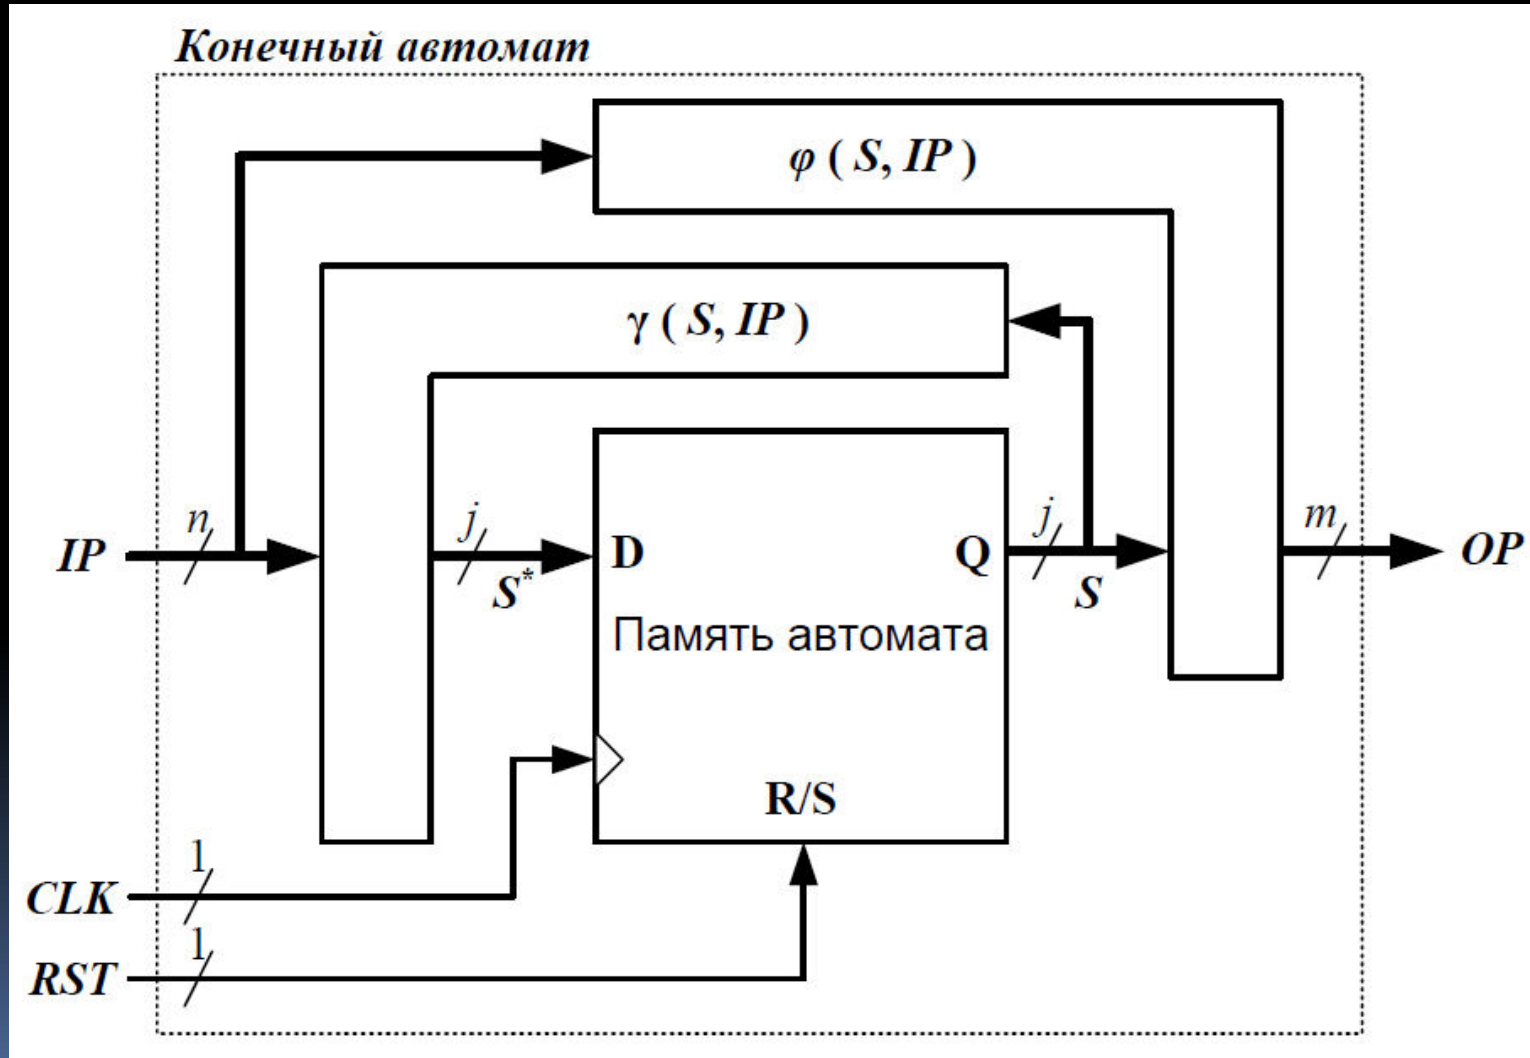 Конечный автомат
φ ( S, IP )
γ ( S, IP )
n
j
j
m
IP
D
Q
OP
S*
S
Память автомата
R/S
1
CLK
1
RST